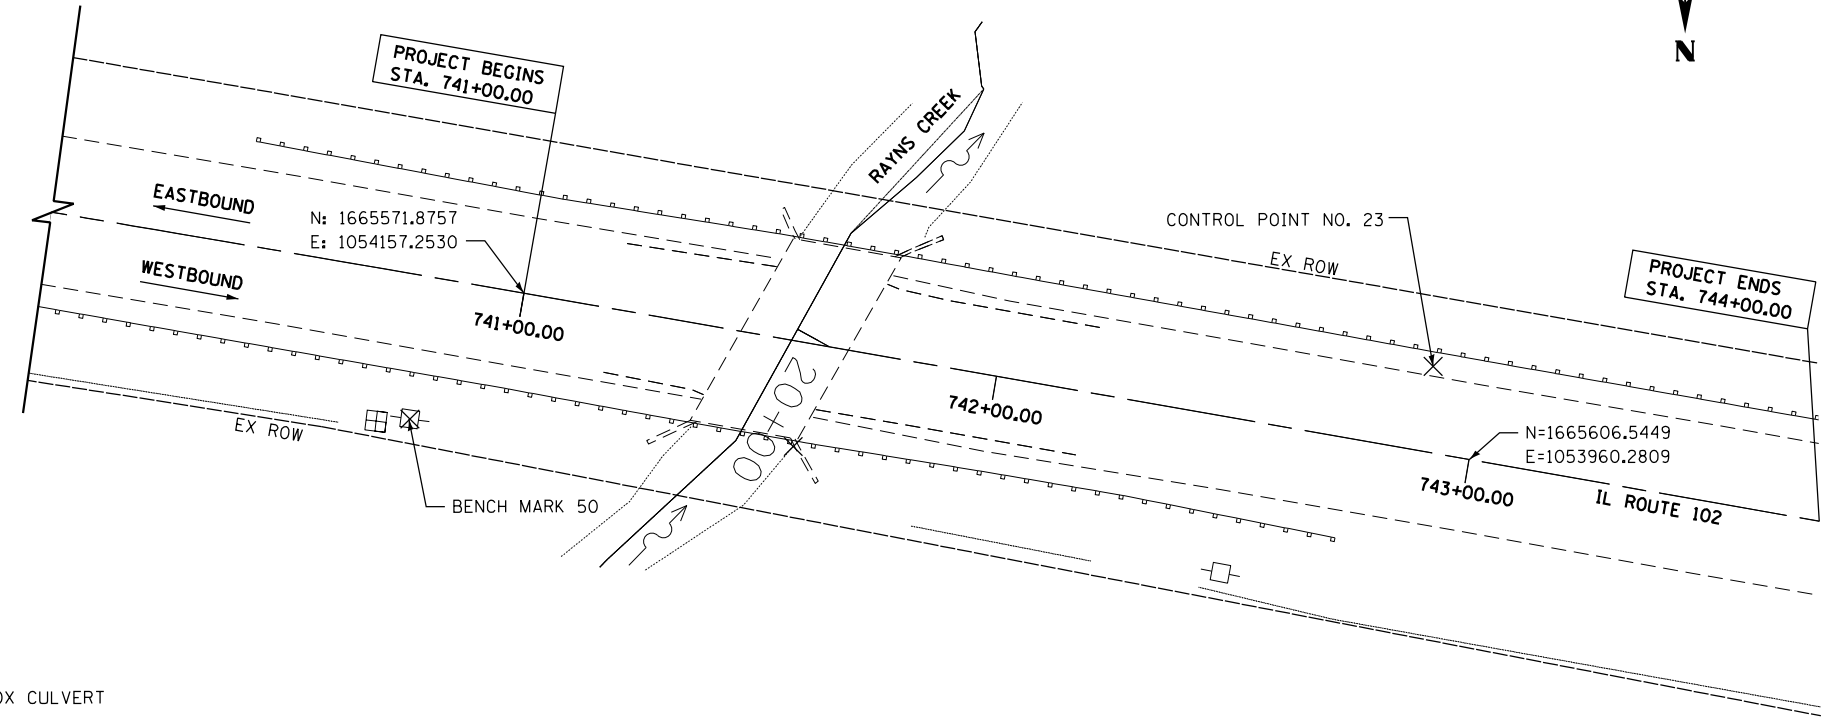 N
PROJECT BEGINS
STA. 741+00.00
RAYNS CREEK
EASTBOUND
N: 1665571.8757
E: 1054157.2530
WESTBOUND
741+00.00
CONTROL POINT NO. 23
EX ROW
PROJECT ENDS
STA. 744+00.00
20+00
742+00.00
EX ROW
BENCH MARK 50
N=1665606.5449
E=1053960.2809
743+00.00
IL ROUTE 102
OX CULVERT